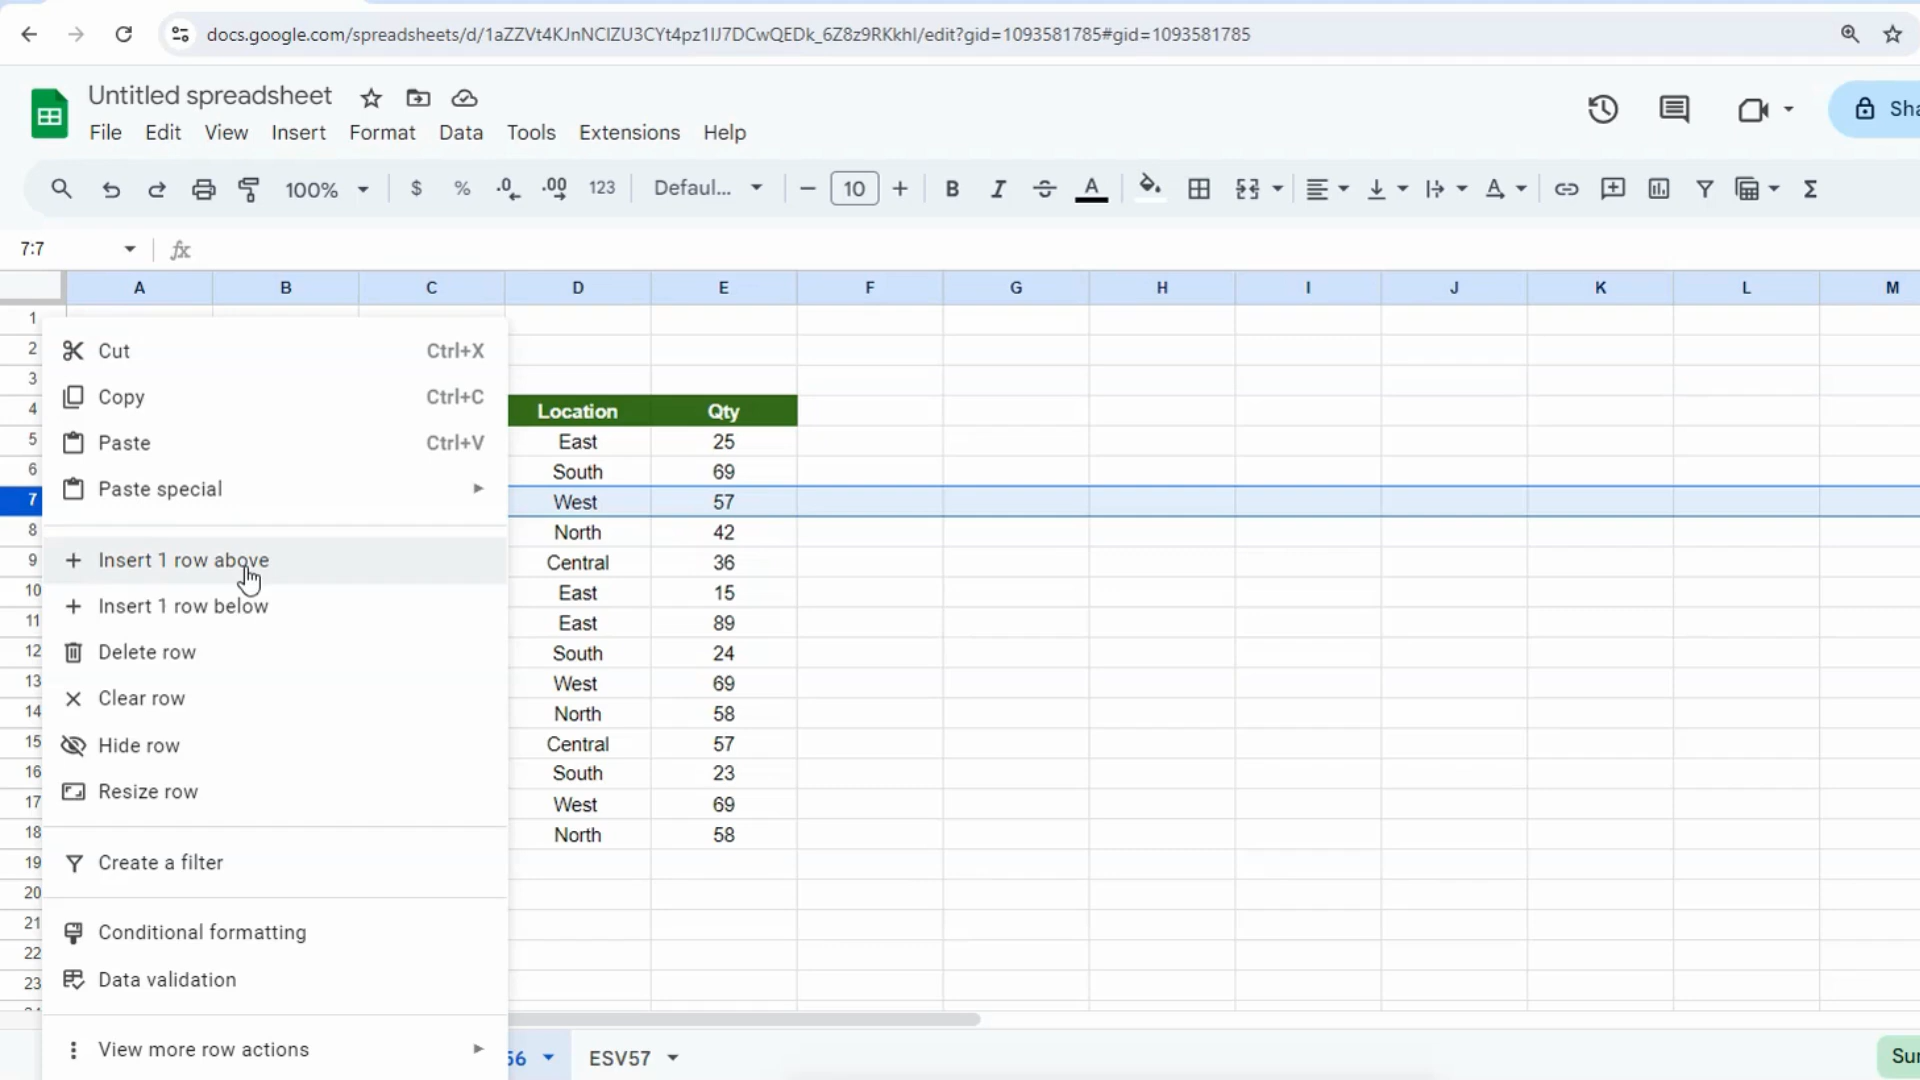 docs.google.com/spreadsheets/d/1aZZVt4KJnNClZU3CYt4pz1IJ7DCwQEDk_6Z8z9RKkhI/edit?gid=1093581785#gid=1093581785
Untitled spreadsheet
File Edit View Insert Format Data Tools Extensions Help
Sha
100% $ % .0 .00 123 Defaul... 10 B I S A Σ
7:7 fx
A B C D E F G H I J K L M
1
2 Cut Ctrl+X
3
Copy Ctrl+C
4 Location Qty
5 Paste Ctrl+V East 25
6 South 69
Paste special
7 West 57
8 North 42
9 Insert 1 row above Central 36
10 East 15
Insert 1 row below
11 East 89
12 Delete row South 24
13 West 69
Clear row
14 North 58
15 Hide row Central 57
16 South 23
Resize row
17 West 69
18 North 58
19 Create a filter
20
21
Conditional formatting
22
23 Data validation
View more row actions
56 ESV57
Sur